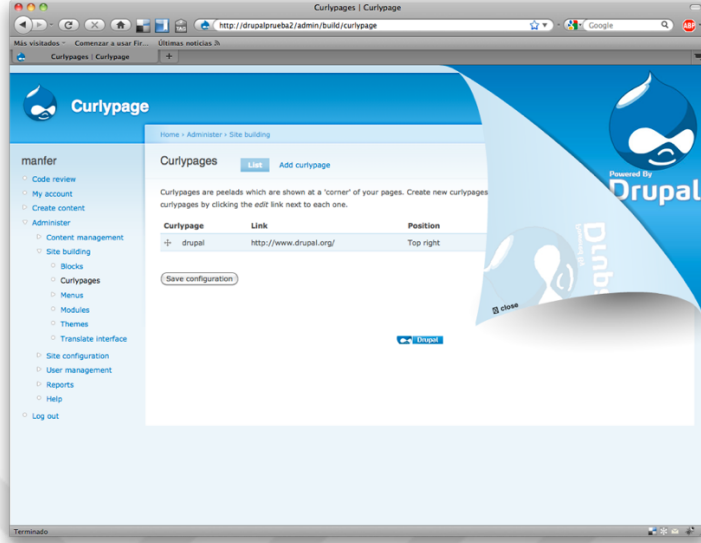 Curlypages | Curlypage
http://drupalprueba2/admin/build/curlypage
Google
ABP
Más visitados Comenzar a usar Fir... Últimas noticias
Curlypages | Curlypage
Curlypage
Home › Administer › Site building
manfer
Code review
My account
Create content
Administer
Content management
Site building
Blocks
Curlypages
Menus
Modules
Themes
Translate interface
Site configuration
User management
Reports
Help
Log out
Curlypages List Add curlypage
Curlypages are peelads which are shown at a 'corner' of your pages. Create new curlypages
curlypages by clicking the edit link next to each one.
Curlypage Link Position
drupal http://www.drupal.org/ Top right
Save configuration
Drupal
Powered By
Drupal
close
Terminado